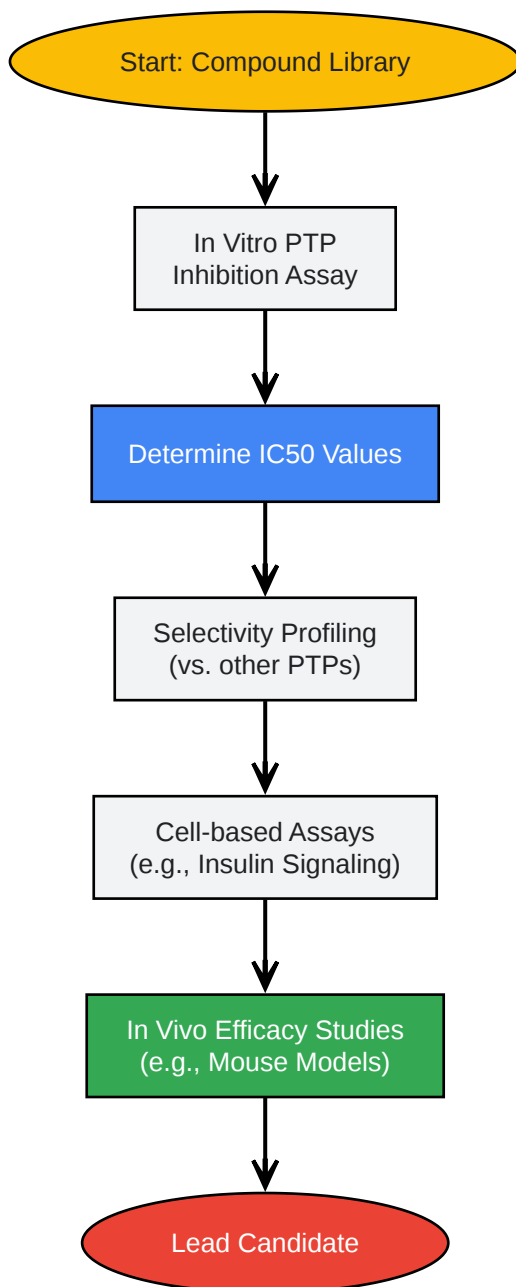 Start: Compound Library
In Vitro PTP
Inhibition Assay
Determine IC50 Values
Selectivity Profiling
(vs. other PTPs)
Cell-based Assays
(e.g., Insulin Signaling)
In Vivo Efficacy Studies
(e.g., Mouse Models)
Lead Candidate